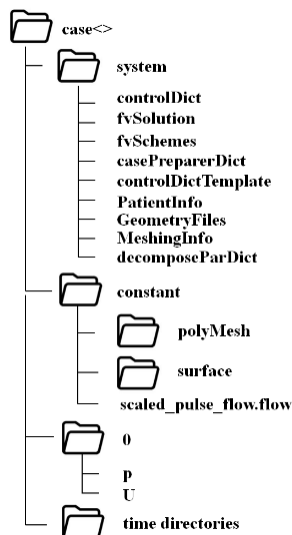 case<>
system
controlDict
fvSolution
fvSchemes
casePreparerDict
controlDictTemplate
PatientInfo
GeometryFiles
MeshingInfo
decomposeParDict
constant
polyMesh
surface
scaled_pulse_flow.flow
0
p
U
time directories